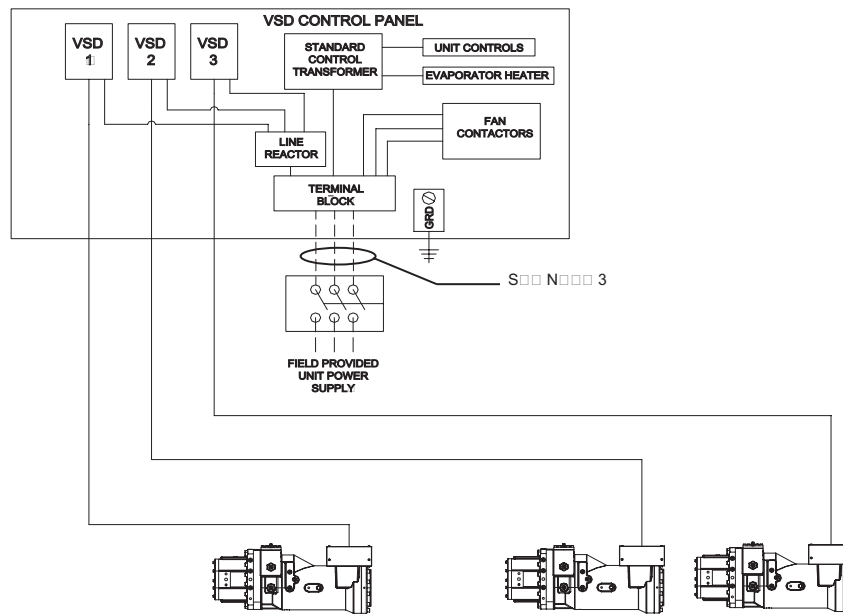 VSD CONTROL PANEL
VSD
1
VSD
2
VSD
3
STANDARD
CONTROL
TRANSFORMER
UNIT CONTROLS
EVAPORATOR HEATER
FAN
CONTACTORS
LINE
REACTOR
TERMINAL
BLOCK
GRD
S□□ N□□□ 3
FIELD PROVIDED
UNIT POWER
SUPPLY